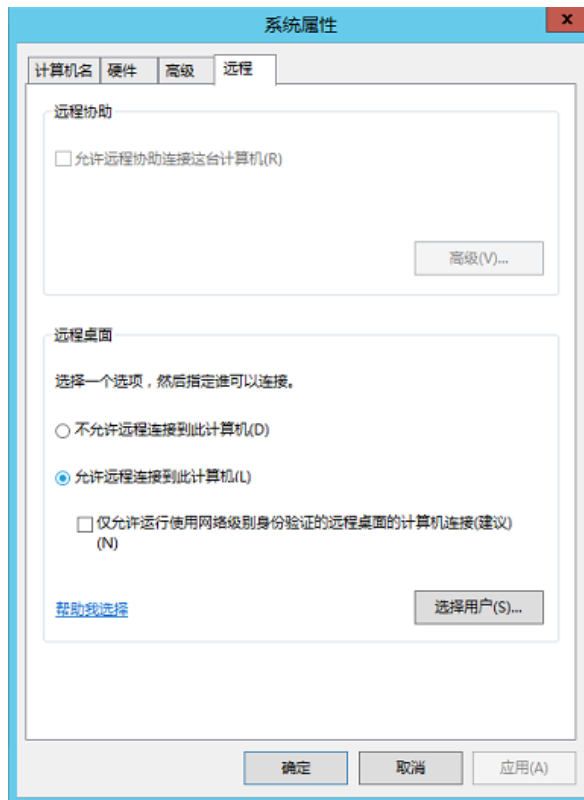 系统属性
x
计算机名 硬件 高级 远程
远程协助
允许远程协助连接这台计算机(R)
高级(V)...
远程桌面
选择一个选项，然后指定谁可以连接。
不允许远程连接到此计算机(D)
允许远程连接到此计算机(L)
仅允许运行使用网络级别身份验证的远程桌面的计算机连接(建议)
(N)
帮助我选择 选择用户(S)...
确定 取消 应用(A)